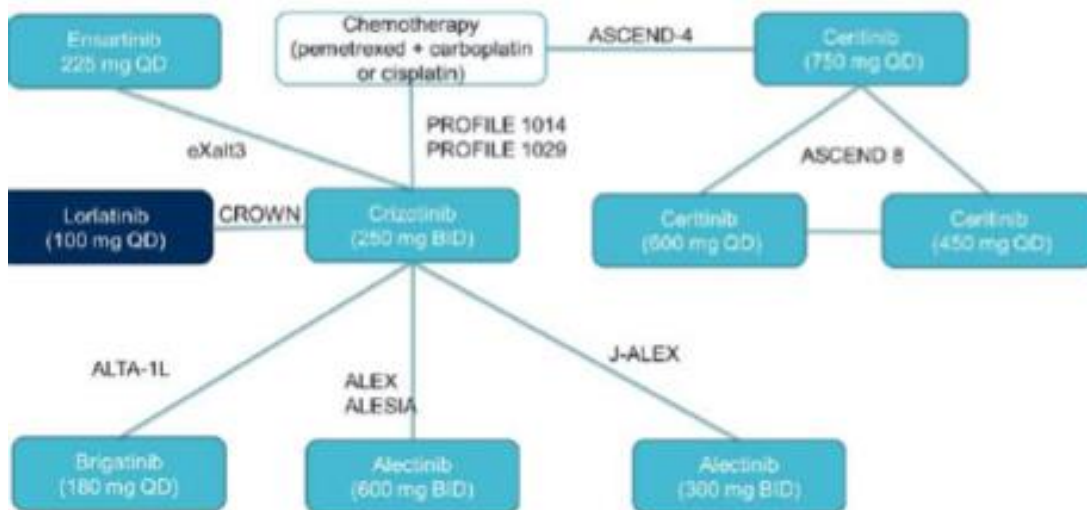 Ensartinib
225 mg QD
Chemotherapy
(pemetrexed + carboplatin
or cisplatin)
ASCEND-4
Ceritinib
(750 mg QD)
eXalt3
PROFILE 1014
PROFILE 1029
ASCEND 8
Lorlatinib
(100 mg QD)
CROWN
Crizotinib
(250 mg BID)
Ceritinib
(600 mg QD)
Ceritinib
(450 mg QD)
ALTA-1L
ALEX
ALESIA
J-ALEX
Brigatinib
(180 mg QD)
Alectinib
(600 mg BID)
Alectinib
(300 mg BID)